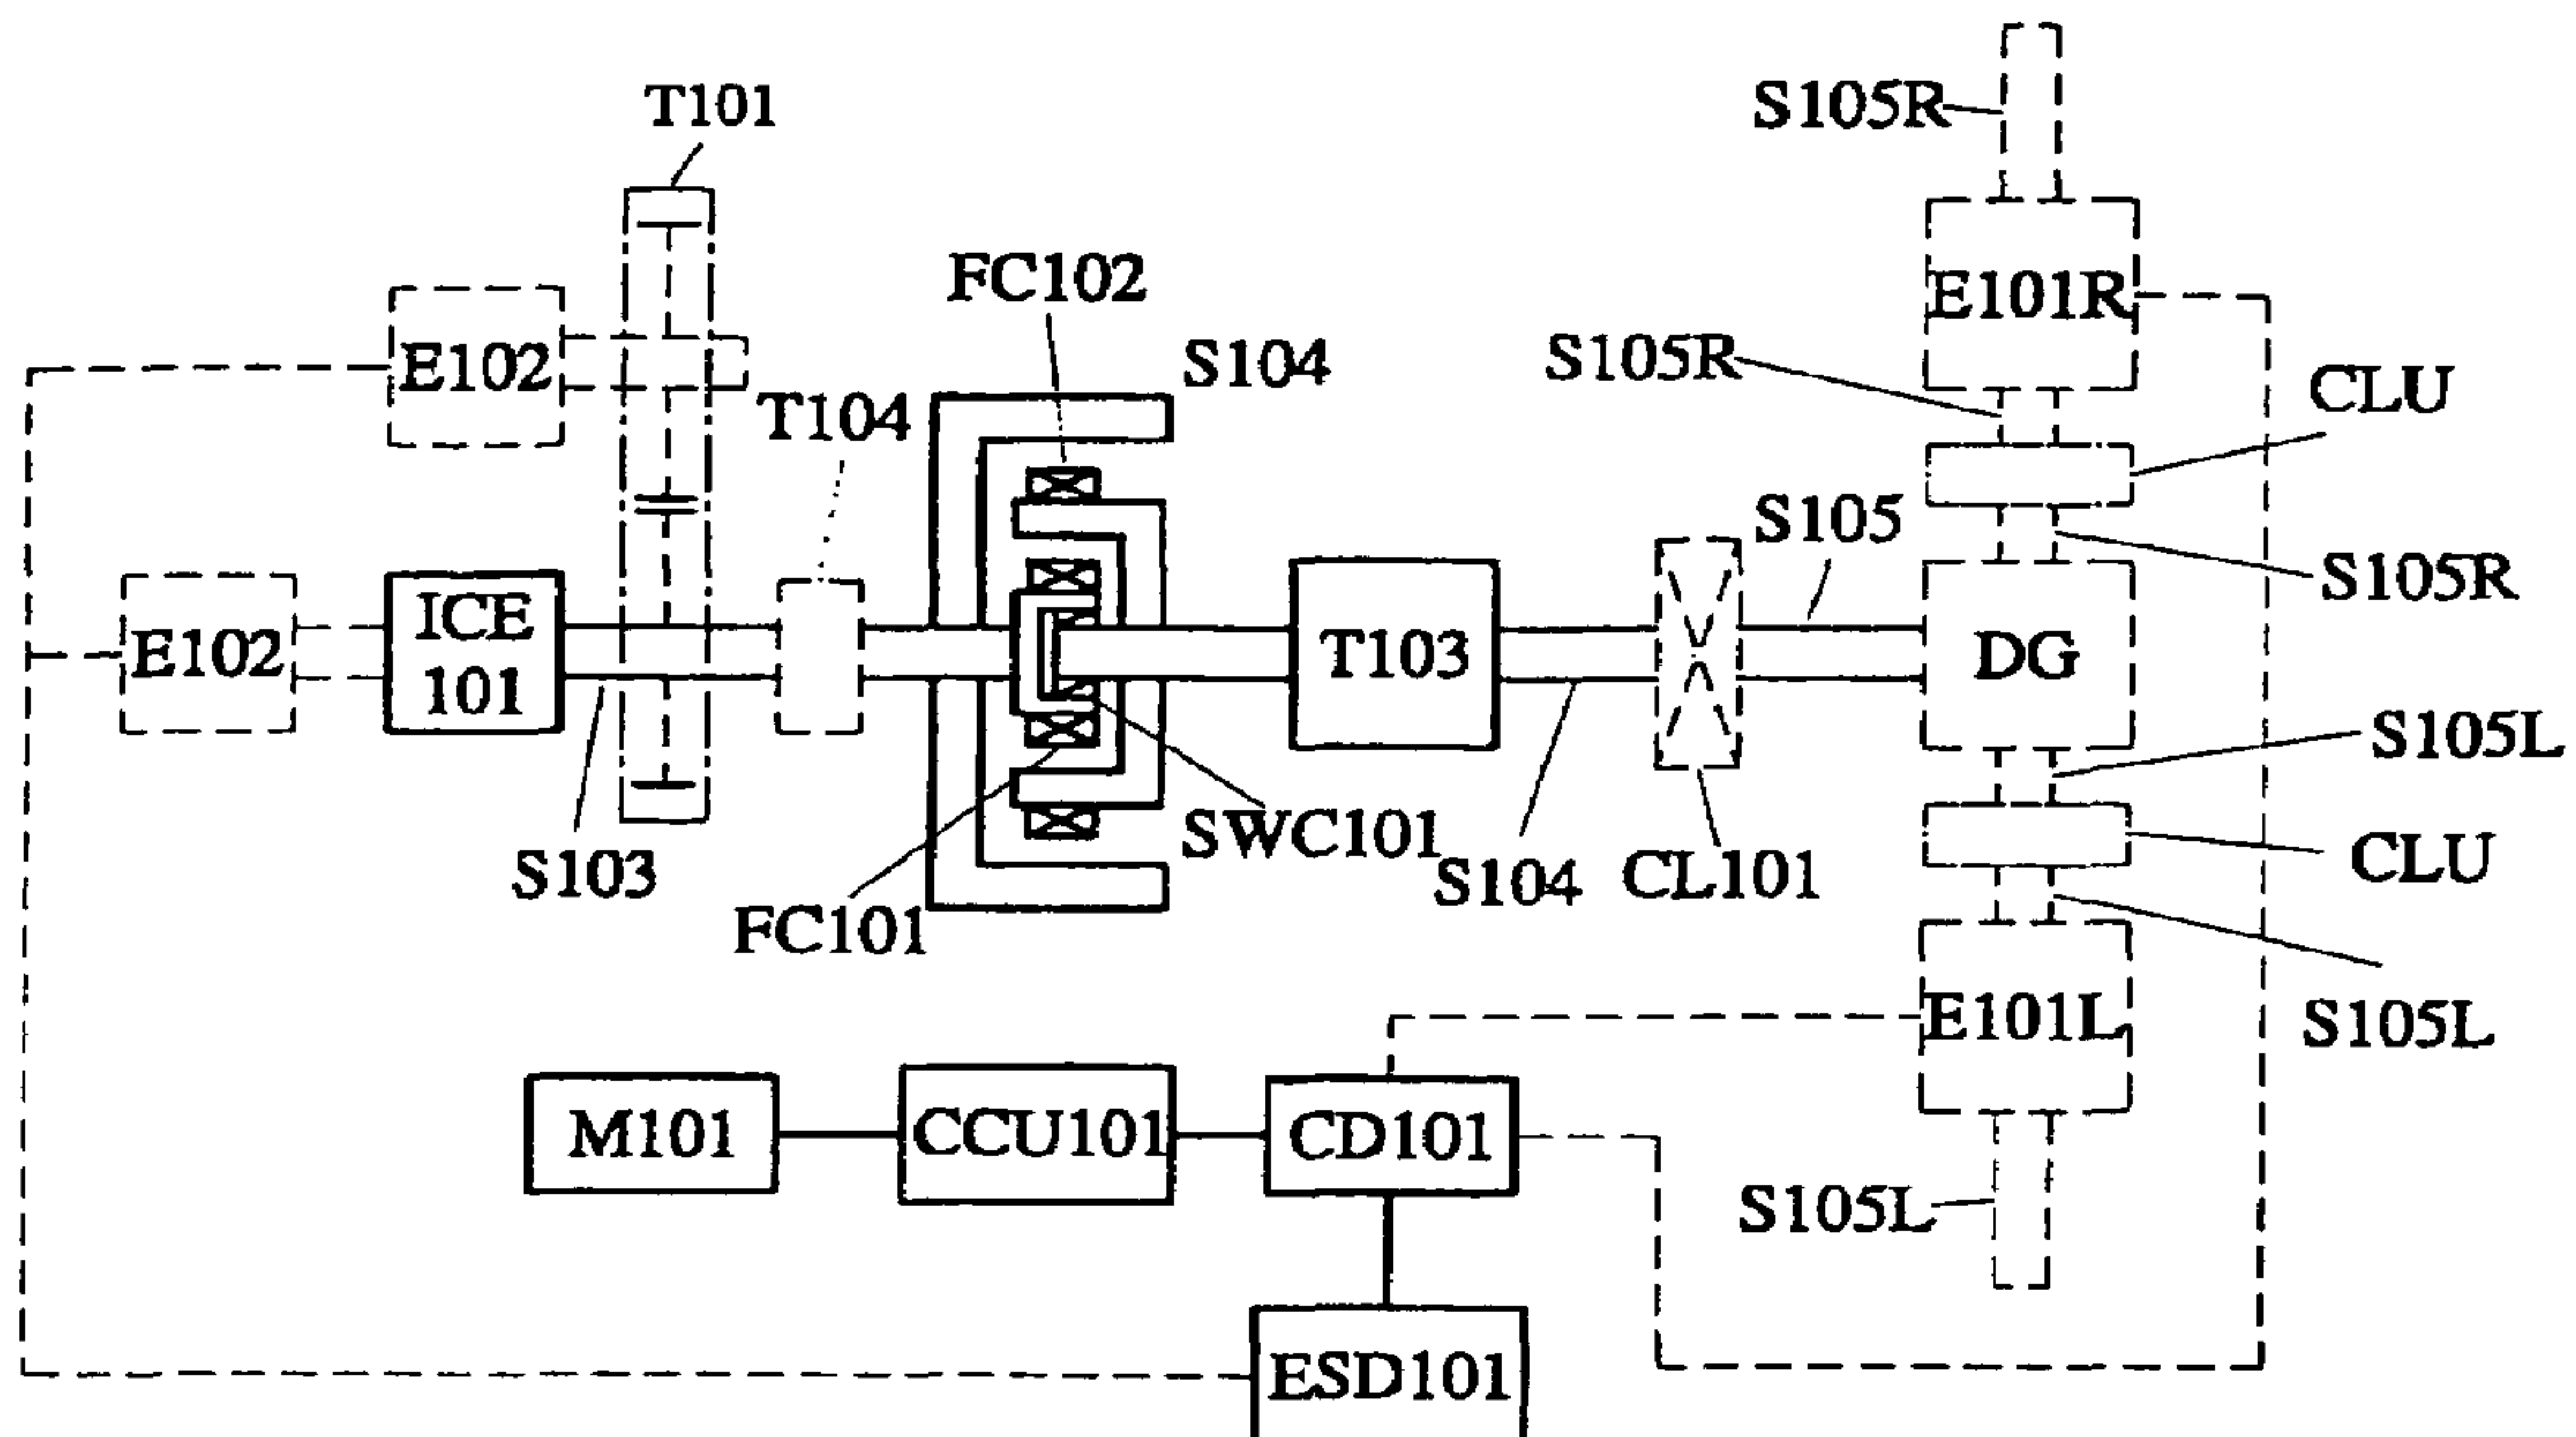 S105R
T101
FC102
E101R
E102
S104
S105R
CLU
T104
S105
S105R
ICE
101
E102
T103
DG
S105L
S103
SWC101
S104
CL101
CLU
FC101
E101L
S105L
M101
CCU101
CD101
S105L
ESD101